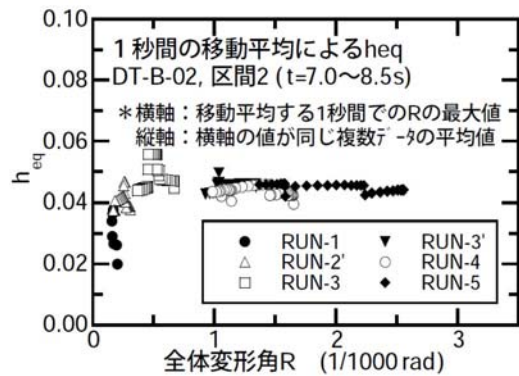 1秒間の移動平均によるheq
DT-B-02, 区間2 (t=7.0～8.5s)
＊横軸：移動平均する1秒間でのRの最大値
縦軸：横軸の値が同じ複数ﾃﾞｰﾀの平均値
0.10
0.08
0.06
0.04
0.02
0.00
heq
RUN-1
RUN-2'
RUN-3
RUN-3'
RUN-4
RUN-5
0 1 2 3
全体変形角R (1/1000 rad)